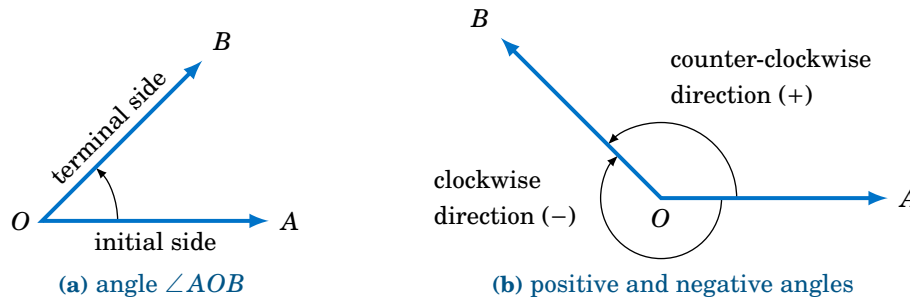 B
terminal side
O
A
initial side
(a) angle ∠AOB
B
counter-clockwise
direction (+)
clockwise
direction (−)
O
A
(b) positive and negative angles